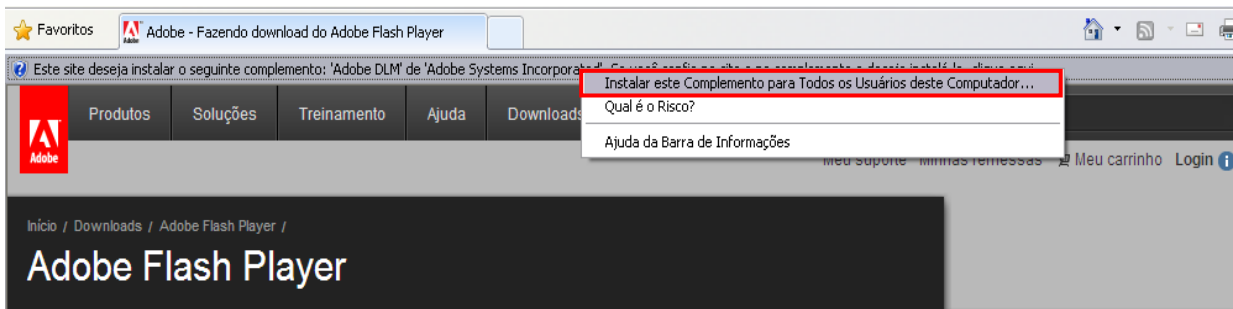 Favoritos
Adobe - Fazendo download do Adobe Flash Player
Este site deseja instalar o seguinte complemento: 'Adobe DLM' de 'Adobe Systems Incorporated'.
Instalar este Complemento para Todos os Usuários deste Computador...
Qual é o Risco?
Ajuda da Barra de Informações
Adobe
Produtos Soluções Treinamento Ajuda Downloads
Meu suporte Minhas remessas Meu carrinho Login
Início / Downloads / Adobe Flash Player /
Adobe Flash Player